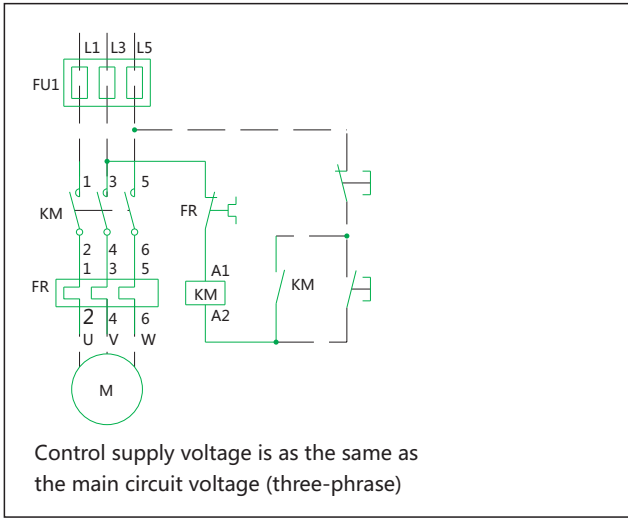 L1 L3 L5
FU1
1 3 5
KM FR
2 4 6
1 3 5 A1
FR KM KM
2 4 6 A2
U V W
M
Control supply voltage is as the same as
the main circuit voltage (three-phrase)